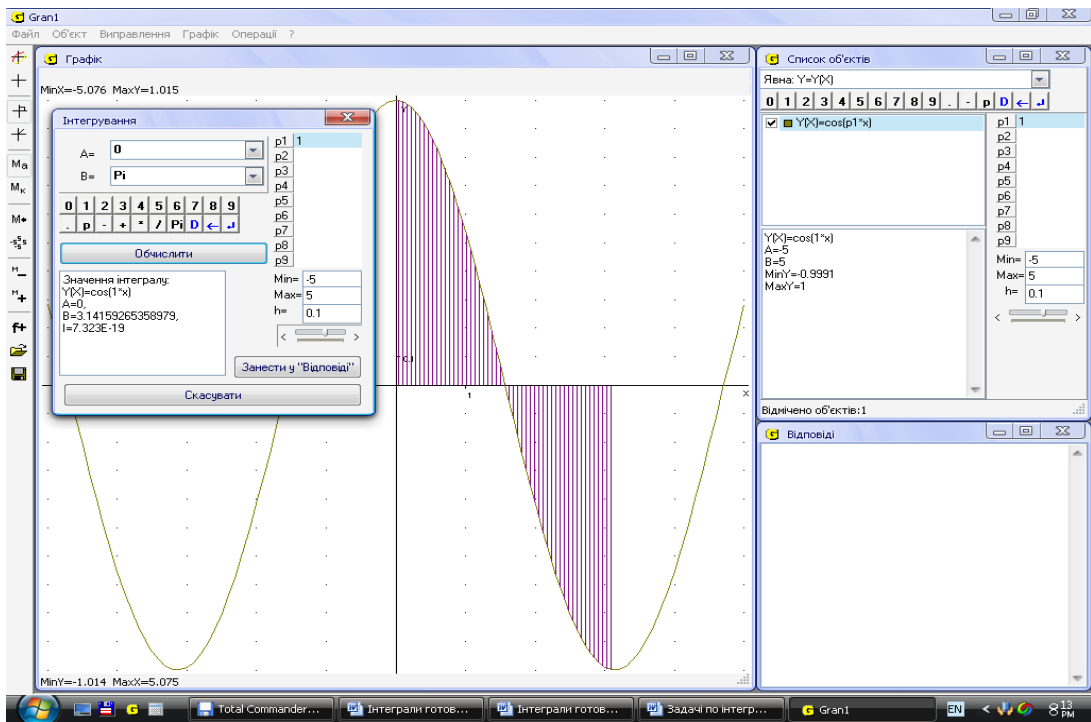 Gran1
Файл Об'єкт Виправлення Графік Операції ?
Графік
MinX=-5.076 MaxY=1.015
Y
0.1
1
X
MinY=-1.014 MaxX=5.075
Інтегрування
A= 0
B= Pi
0 1 2 3 4 5 6 7 8 9
. p - + * / Pi D ← ↲
Обчислити
Значення інтегралу:
Y(X)=cos(1*x)
A=0,
B=3.14159265358979,
I=7.323E-19
p1 1
p2
p3
p4
p5
p6
p7
p8
p9
Min= -5
Max= 5
h= 0.1
< >
Занести у "Відповіді"
Скасувати
Ma
Mк
M
M
M
f+
Список об'єктів
Явна: Y=Y(X)
0 1 2 3 4 5 6 7 8 9 . - p D ← ↲
Y(X)=cos(p1*x)
p1 1
p2
p3
p4
p5
p6
p7
p8
p9
Min= -5
Max= 5
h= 0.1
< >
Y(X)=cos(1*x)
A=-5
B=5
MinY=-0.9991
MaxY=1
Відмічено об'єктів:1
Відповіді
Total Commander...
Інтеграли готов...
Інтеграли готов...
Задачі по інтегр...
Gran1
EN
8:13 PM